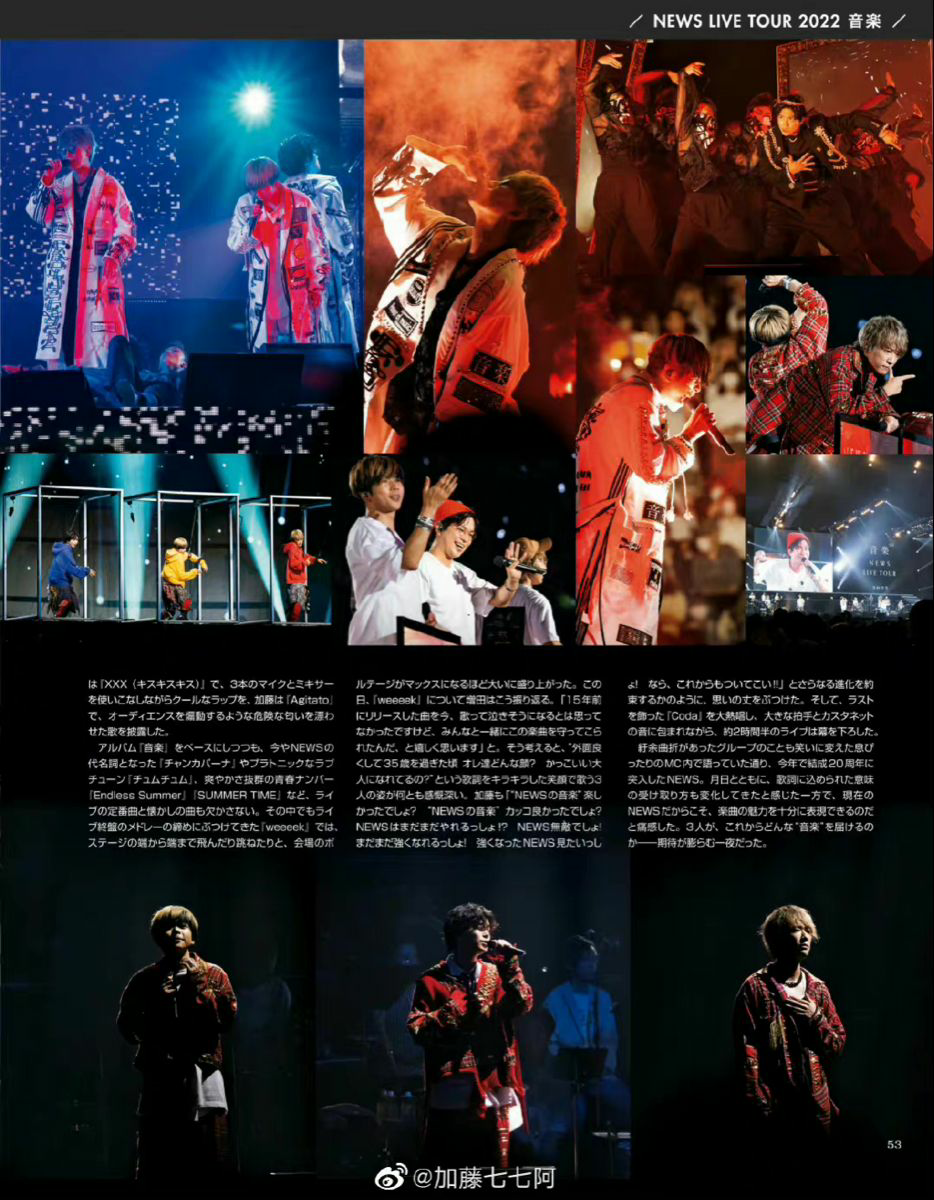 ／ NEWS LIVE TOUR 2022 音楽 ／
音楽
音
音楽
NEWS
LIVE TOUR
は『XXX（キスキスキス）』で、3本のマイクとミキサー
を使いこなしながらクールなラップを、加藤は『Agitato』
で、オーディエンスを煽動するような危険な匂いを漂わ
せた歌を披露した。
アルバム『音楽』をベースにしつつも、今やNEWSの
代名詞となった『チャンカパーナ』やプラトニックなラブ
チューン『チュムチュム』、爽やかさ抜群の青春ナンバー
『Endless Summer』『SUMMER TIME』など、ライ
ブの定番曲と懐かしの曲も欠かさない。その中でもライ
ブ終盤のメドレーの締めにぶつけてきた『weeeek』では、
ステージの端から端まで飛んだり跳ねたりと、会場のボ
ルテージがマックスになるほど大いに盛り上がった。この
日、『weeeek』について増田はこう振り返る。「15年前
にリリースした曲を今、歌って泣きそうになるとは思って
なかったですけど、みんなと一緒にこの楽曲を守ってこら
れたんだ、と嬉しく思います」と。そう考えると、“外面良
くして35歳を過ぎた頃 オレ達どんな顔？ かっこいい大
人になれてるの?”という歌詞をキラキラした笑顔で歌う3
人の姿が何とも感慨深い。加藤も「“NEWSの音楽”楽し
かったでしょ？ “NEWSの音楽”カッコ良かったでしょ？
NEWSはまだまだやれるっしょ!? NEWS無敵でしょ!
まだまだ強くなれるっしょ! 強くなったNEWS見たいっし
ょ! なら、これからもついてこい!!」とさらなる進化を約
束するかのように、思いの丈をぶつけた。そして、ラスト
を飾った『Coda』を大熱唱し、大きな拍手とカスタネット
の音に包まれながら、約2時間半のライブは幕を下ろした。
紆余曲折があったグループのことも笑いに変えた息ぴ
ったりのMC内で語っていた通り、今年で結成20周年に
突入したNEWS。月日とともに、歌詞に込められた意味
の受け取り方も変化してきたと感じた一方で、現在の
NEWSだからこそ、楽曲の魅力を十分に表現できるのだ
と痛感した。3人が、これからどんな“音楽”を届けるの
か――期待が膨らむ一夜だった。
53
@加藤七七阿